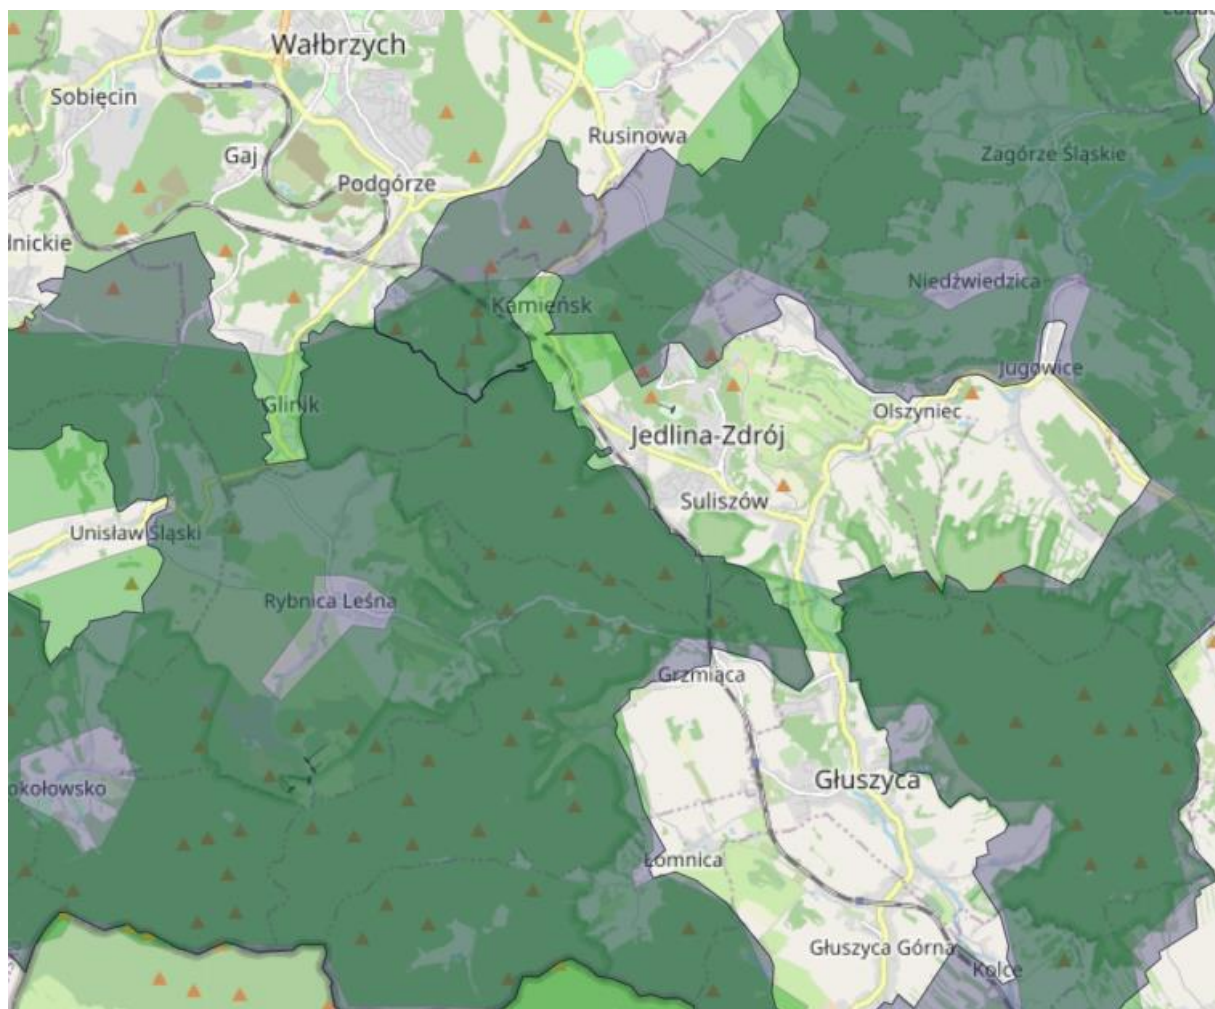 Wałbrzych
Sobięcin
Rusinowa
Gaj
Zagórze Śląskie
Podgórze
dnickie
Niedźwiedzica
Kamieńsk
Jugowice
Glinik
Olszyniec
Jedlina-Zdrój
Suliszów
Unisław Śląski
Rybnica Leśna
Grzmiąca
Głuszyca
okołowsko
Łomnica
Głuszyca Górna
Kolce